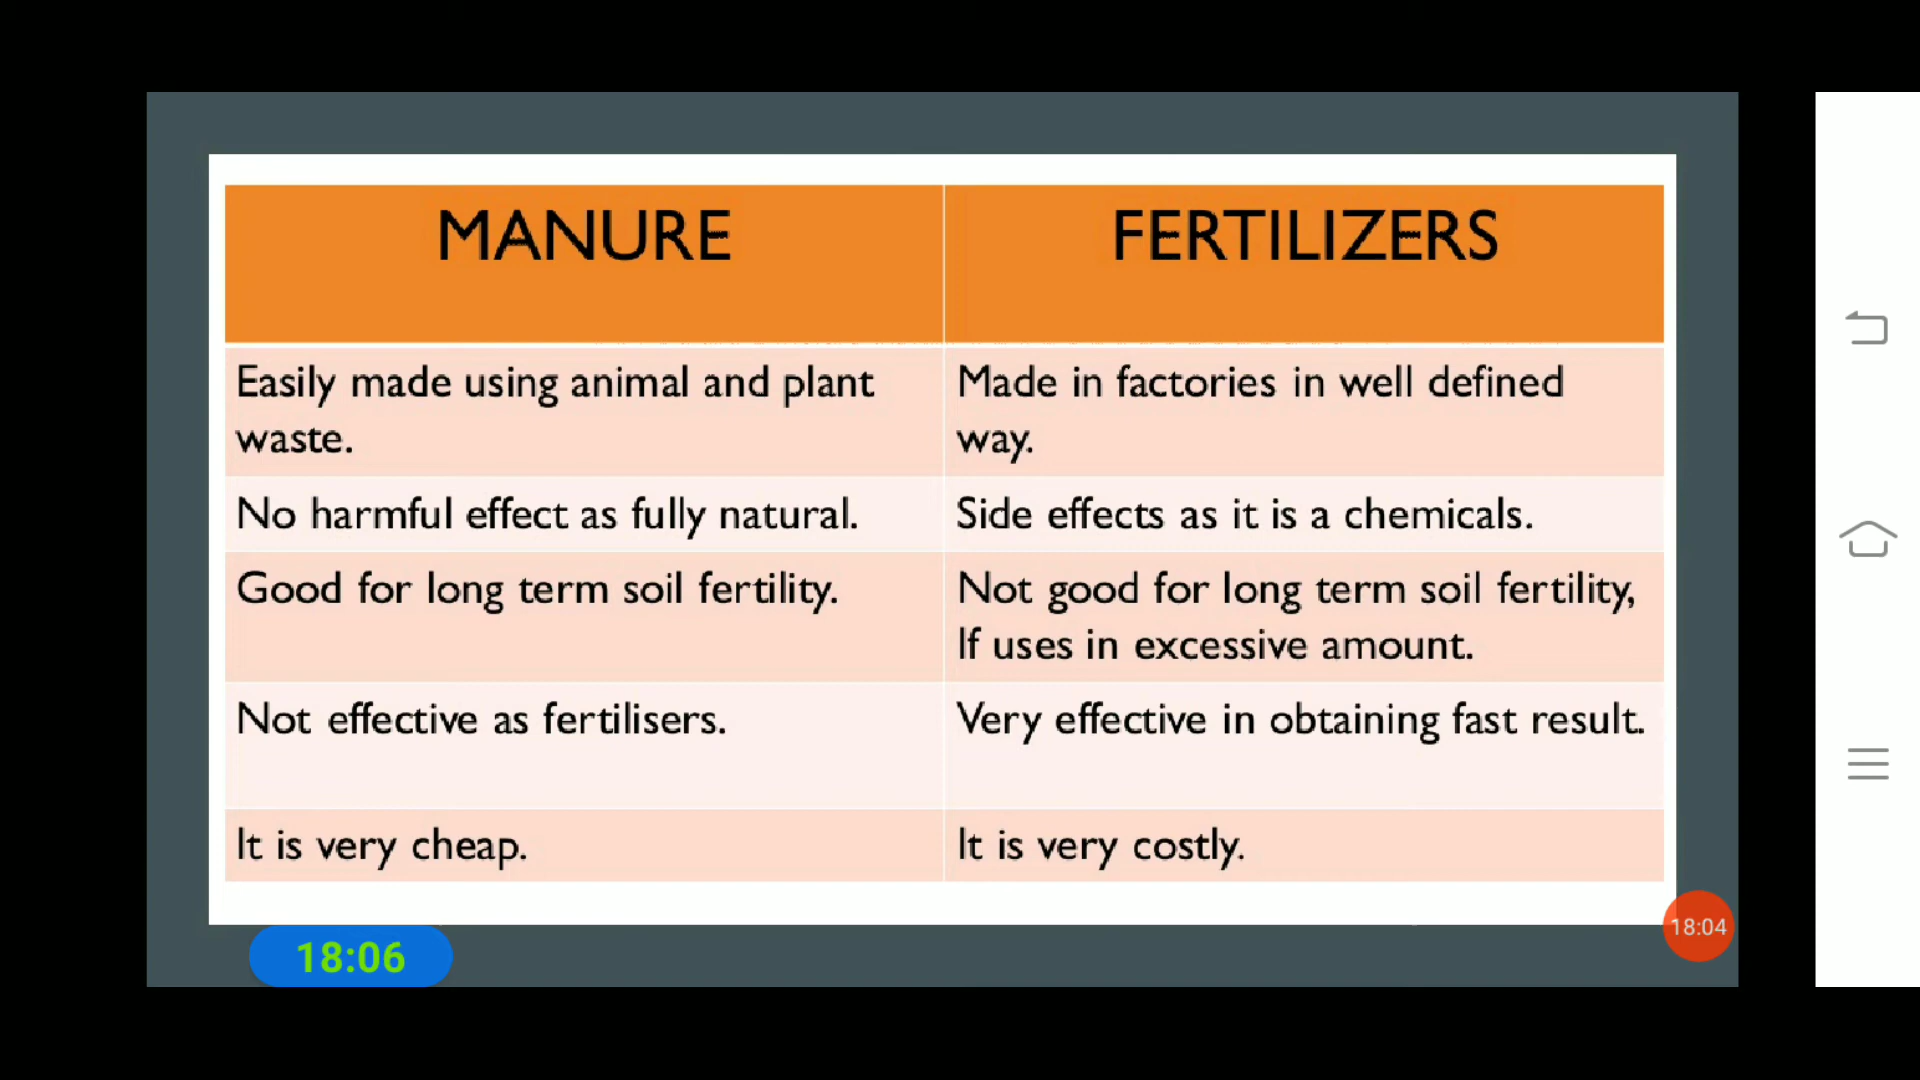 MANURE
FERTILIZERS
Easily made using animal and plant
waste.
Made in factories in well defined
way.
No harmful effect as fully natural.
Side effects as it is a chemicals.
Good for long term soil fertility.
Not good for long term soil fertility,
If uses in excessive amount.
Not effective as fertilisers.
Very effective in obtaining fast result.
It is very cheap.
It is very costly.
18:06
18:04